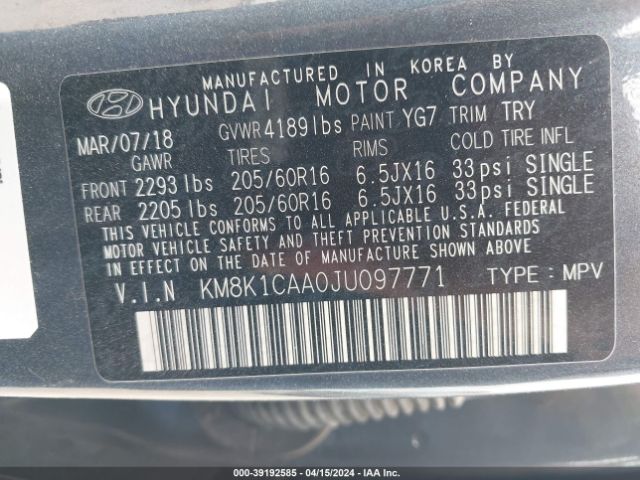 MANUFACTURED IN KOREA BY
HYUNDAI MOTOR COMPANY
MAR/07/18 GVWR 4189lbs PAINT YG7 TRIM TRY
GAWR TIRES RIMS COLD TIRE INFL
FRONT 2293lbs 205/60R16 6.5JX16 33psi SINGLE
REAR 2205lbs 205/60R16 6.5JX16 33psi SINGLE
THIS VEHICLE CONFORMS TO ALL APPLICABLE U.S.A. FEDERAL
MOTOR VEHICLE SAFETY AND THEFT PREVENTION STANDARDS
IN EFFECT ON THE DATE OF MANUFACTURE SHOWN ABOVE
V.I.N KM8K1CAA0JU097771 TYPE : MPV
000-39192585 - 04/15/2024 - IAAI.com